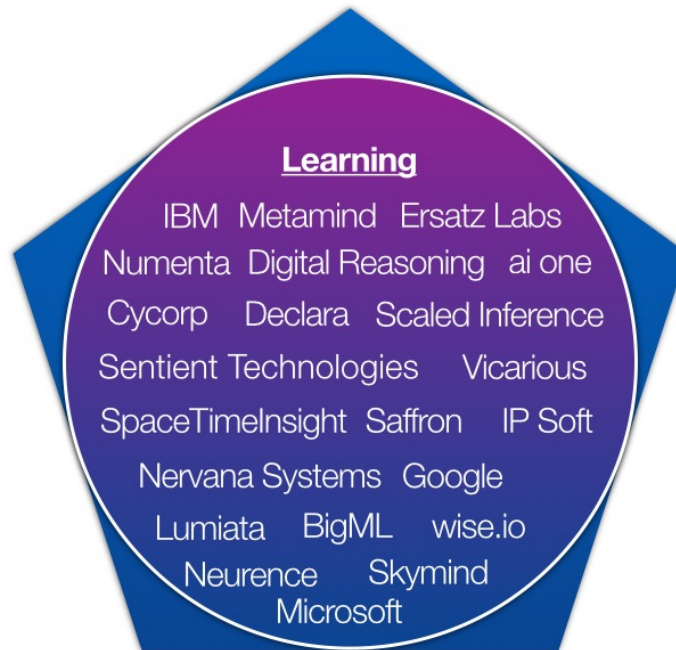 Learning
IBM Metamind Ersatz Labs
Numenta Digital Reasoning ai one
Cycorp Declara Scaled Inference
Sentient Technologies Vicarious
SpaceTimeInsight Saffron IP Soft
Nervana Systems Google
Lumiata BigML wise.io
Neurence Skymind
Microsoft